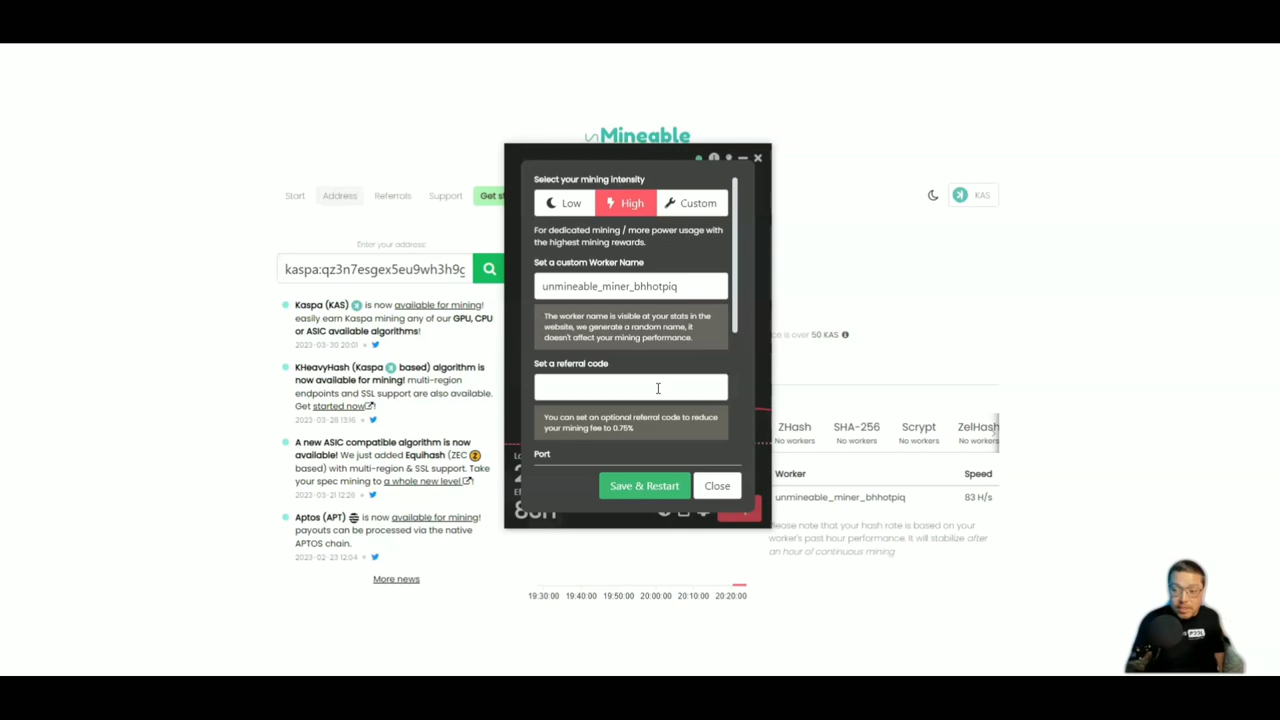 Mineable
Start
Address
Referrals
Support
KAS
Enter your address:
kaspa:qz3n7esgex5eu9wh3h9g
Kaspa (KAS) is now available for mining!
easily earn Kaspa mining any of our GPU, CPU
or ASIC available algorithms!
2023-03-30 20:01
KHeavyHash (Kaspa based) algorithm is
now available for mining! multi-region
endpoints and SSL support are also available.
Get started now!
2023-03-28 13:16
A new ASIC compatible algorithm is now
available! We just added Equihash (ZEC
based) with multi-region & SSL support. Take
your spec mining to a whole new level!
2023-03-21 12:26
Aptos (APT) is now available for mining!
payouts can be processed via the native
APTOS chain.
2023-02-23 12:04
More news
Select your mining intensity
Low
High
Custom
For dedicated mining / more power usage with
the highest mining rewards.
Set a custom Worker Name
unmineable_miner_bhhotpiq
The worker name is visible at your stats in the
website, we generate a random name, it
doesn't affect your mining performance.
Set a referral code
You can set an optional referral code to reduce
your mining fee to 0.75%
Port
Save & Restart
Close
is over 50 KAS
ZHash
SHA-256
Scrypt
ZelHash
No workers
No workers
No workers
No workers
Worker
Speed
unmineable_miner_bhhotpiq
83 H/s
Please note that your hash rate is based on your
worker's past hour performance. It will stabilize after
an hour of continuous mining
19:30:00
19:40:00
19:50:00
20:00:00
20:10:00
20:20:00